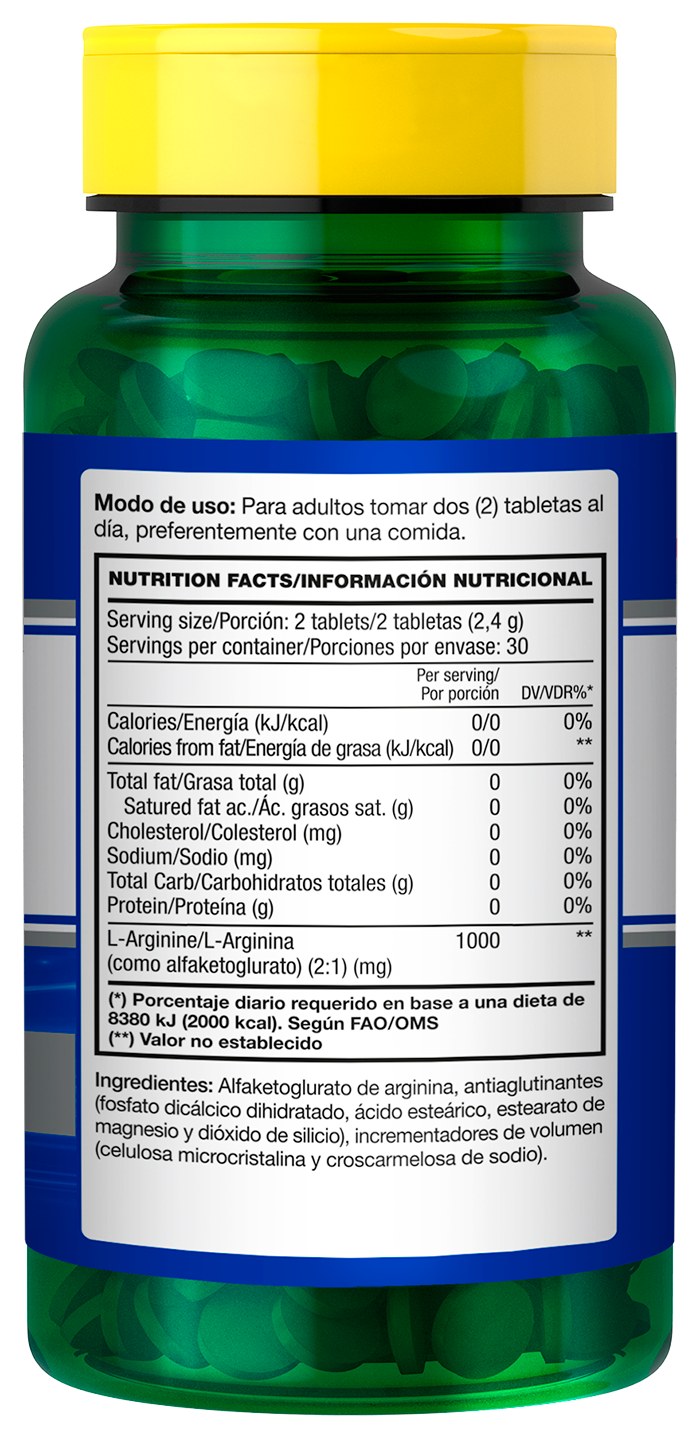 Modo de uso: Para adultos tomar dos (2) tabletas al
día, preferentemente con una comida.
NUTRITION FACTS/INFORMACIÓN NUTRICIONAL
Serving size/Porción: 2 tablets/2 tabletas (2,4 g)
Servings per container/Porciones por envase: 30
Per serving/
Por porción DV/VDR%*
Calories/Energía (kJ/kcal) 0/0 0%
Calories from fat/Energía de grasa (kJ/kcal) 0/0 **
Total fat/Grasa total (g) 0 0%
Satured fat ac./Ác. grasos sat. (g) 0 0%
Cholesterol/Colesterol (mg) 0 0%
Sodium/Sodio (mg) 0 0%
Total Carb/Carbohidratos totales (g) 0 0%
Protein/Proteína (g) 0 0%
L-Arginine/L-Arginina 1000 **
(como alfaketoglurato) (2:1) (mg)
(*) Porcentaje diario requerido en base a una dieta de
8380 kJ (2000 kcal). Según FAO/OMS
(**) Valor no establecido
Ingredientes: Alfaketoglurato de arginina, antiaglutinantes
(fosfato dicálcico dihidratado, ácido esteárico, estearato de
magnesio y dióxido de silicio), incrementadores de volumen
(celulosa microcristalina y croscarmelosa de sodio).